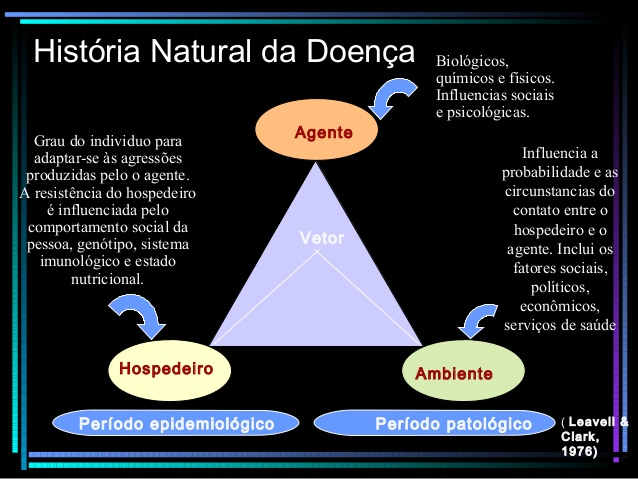 História Natural da Doença
Biológicos,
químicos e físicos.
Influencias sociais
e psicológicas.
Agente
Grau do individuo para
adaptar-se às agressões
produzidas pelo o agente.
A resistência do hospedeiro
é influenciada pelo
comportamento social da
pessoa, genótipo, sistema
imunológico e estado
nutricional.
Influencia a
probabilidade e as
circunstancias do
contato entre o
hospedeiro e o
agente. Inclui os
fatores sociais,
políticos,
econômicos,
serviços de saúde
Vetor
Hospedeiro
Ambiente
Período epidemiológico
Período patológico
( Leavell &
Clark,
1976)